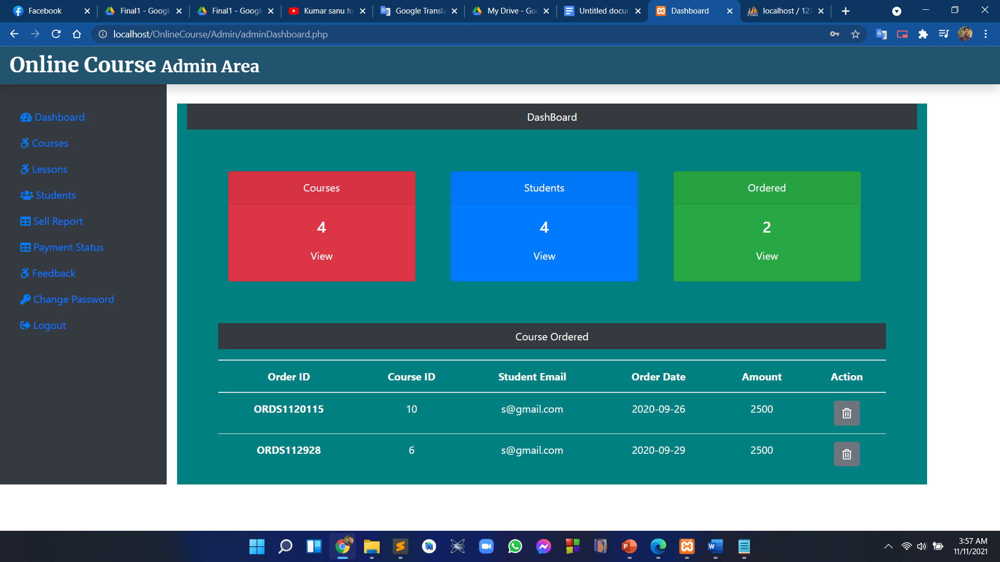 Facebook
Final1 - Googl
Final1 - Googl
Kumar sanu fo
Google Transla
My Drive - Go
Untitled docum
Dashboard
localhost / 127
localhost/OnlineCourse/Admin/adminDashboard.php
Online Course Admin Area
Dashboard
Courses
Lessons
Students
Sell Report
Payment Status
Feedback
Change Password
Logout
DashBoard
Courses
4
View
Students
4
View
Ordered
2
View
Course Ordered
Order ID Course ID Student Email Order Date Amount Action
ORDS1120115 10 s@gmail.com 2020-09-26 2500
ORDS112928 6 s@gmail.com 2020-09-29 2500
3:57 AM
11/11/2021